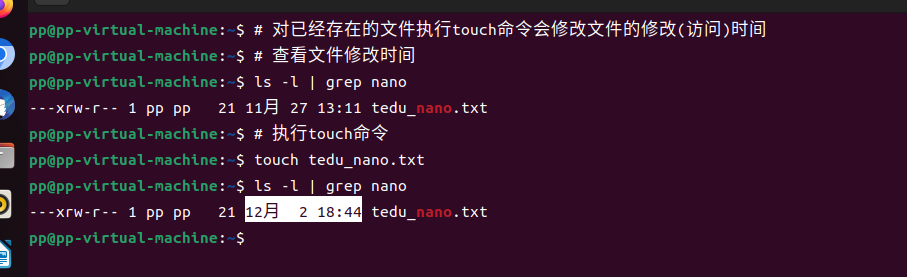 pp@pp-virtual-machine:~$ # 对已经存在的文件执行touch命令会修改文件的修改(访问)时间
pp@pp-virtual-machine:~$ # 查看文件修改时间
pp@pp-virtual-machine:~$ ls -l | grep nano
---xrw-r-- 1 pp pp   21 11月 27 13:11 tedu_nano.txt
pp@pp-virtual-machine:~$ # 执行touch命令
pp@pp-virtual-machine:~$ touch tedu_nano.txt
pp@pp-virtual-machine:~$ ls -l | grep nano
---xrw-r-- 1 pp pp   21 12月  2 18:44 tedu_nano.txt
pp@pp-virtual-machine:~$